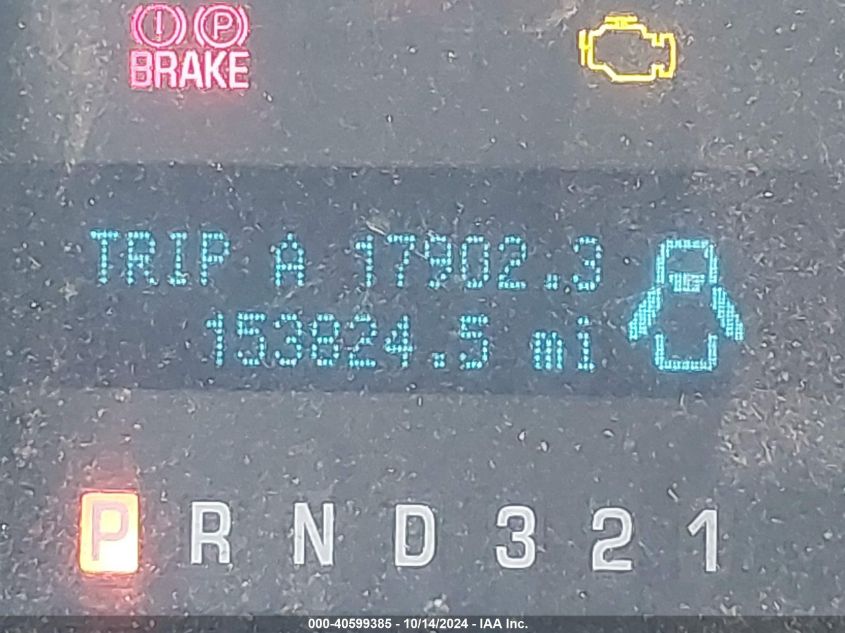 (!) (P)
BRAKE
TRIP A 17902.3
153824.5 mi
P R N D 3 2 1
000-40599385 - 10/14/2024 - IAA Inc.